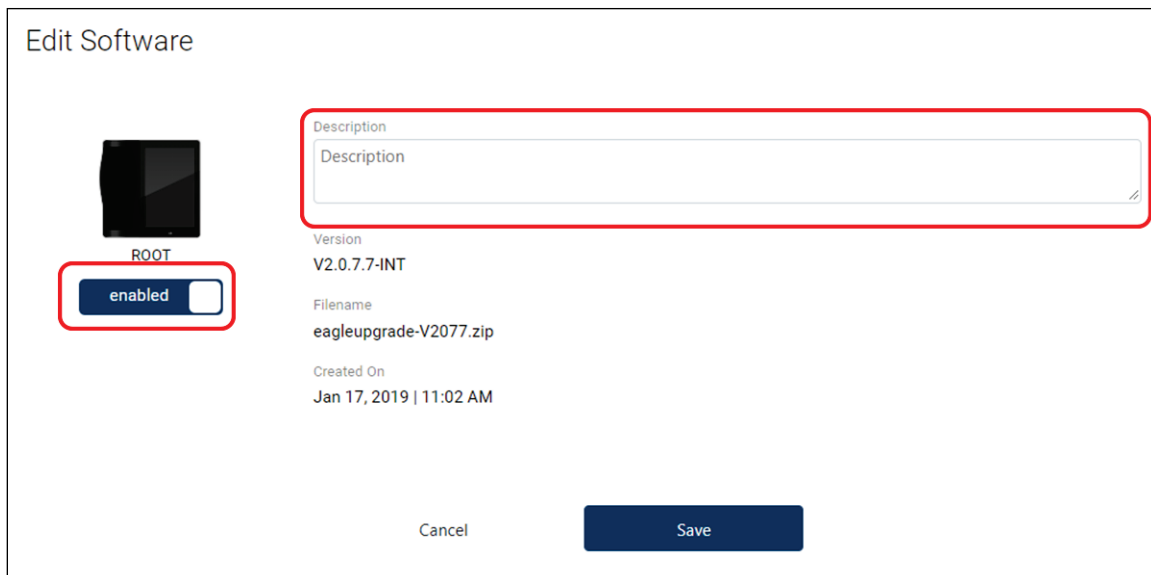 Edit Software
ROOT
enabled
Description
Description
Version
V2.0.7.7-INT
Filename
eagleupgrade-V2077.zip
Created On
Jan 17, 2019 | 11:02 AM
Cancel
Save